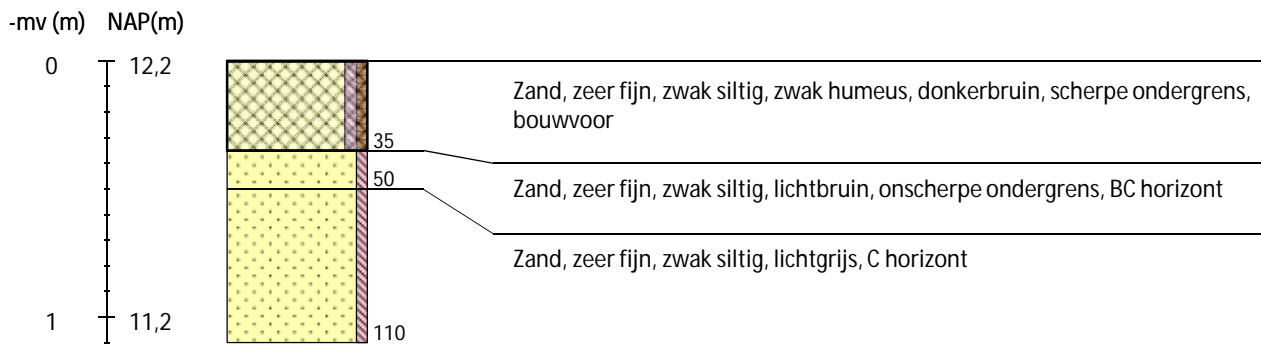 -mv (m) NAP(m)
0 12,2
Zand, zeer fijn, zwak siltig, zwak humeus, donkerbruin, scherpe ondergrens,
bouwvoor
35
50
Zand, zeer fijn, zwak siltig, lichtbruin, onscherpe ondergrens, BC horizont
Zand, zeer fijn, zwak siltig, lichtgrijs, C horizont
1 11,2
110